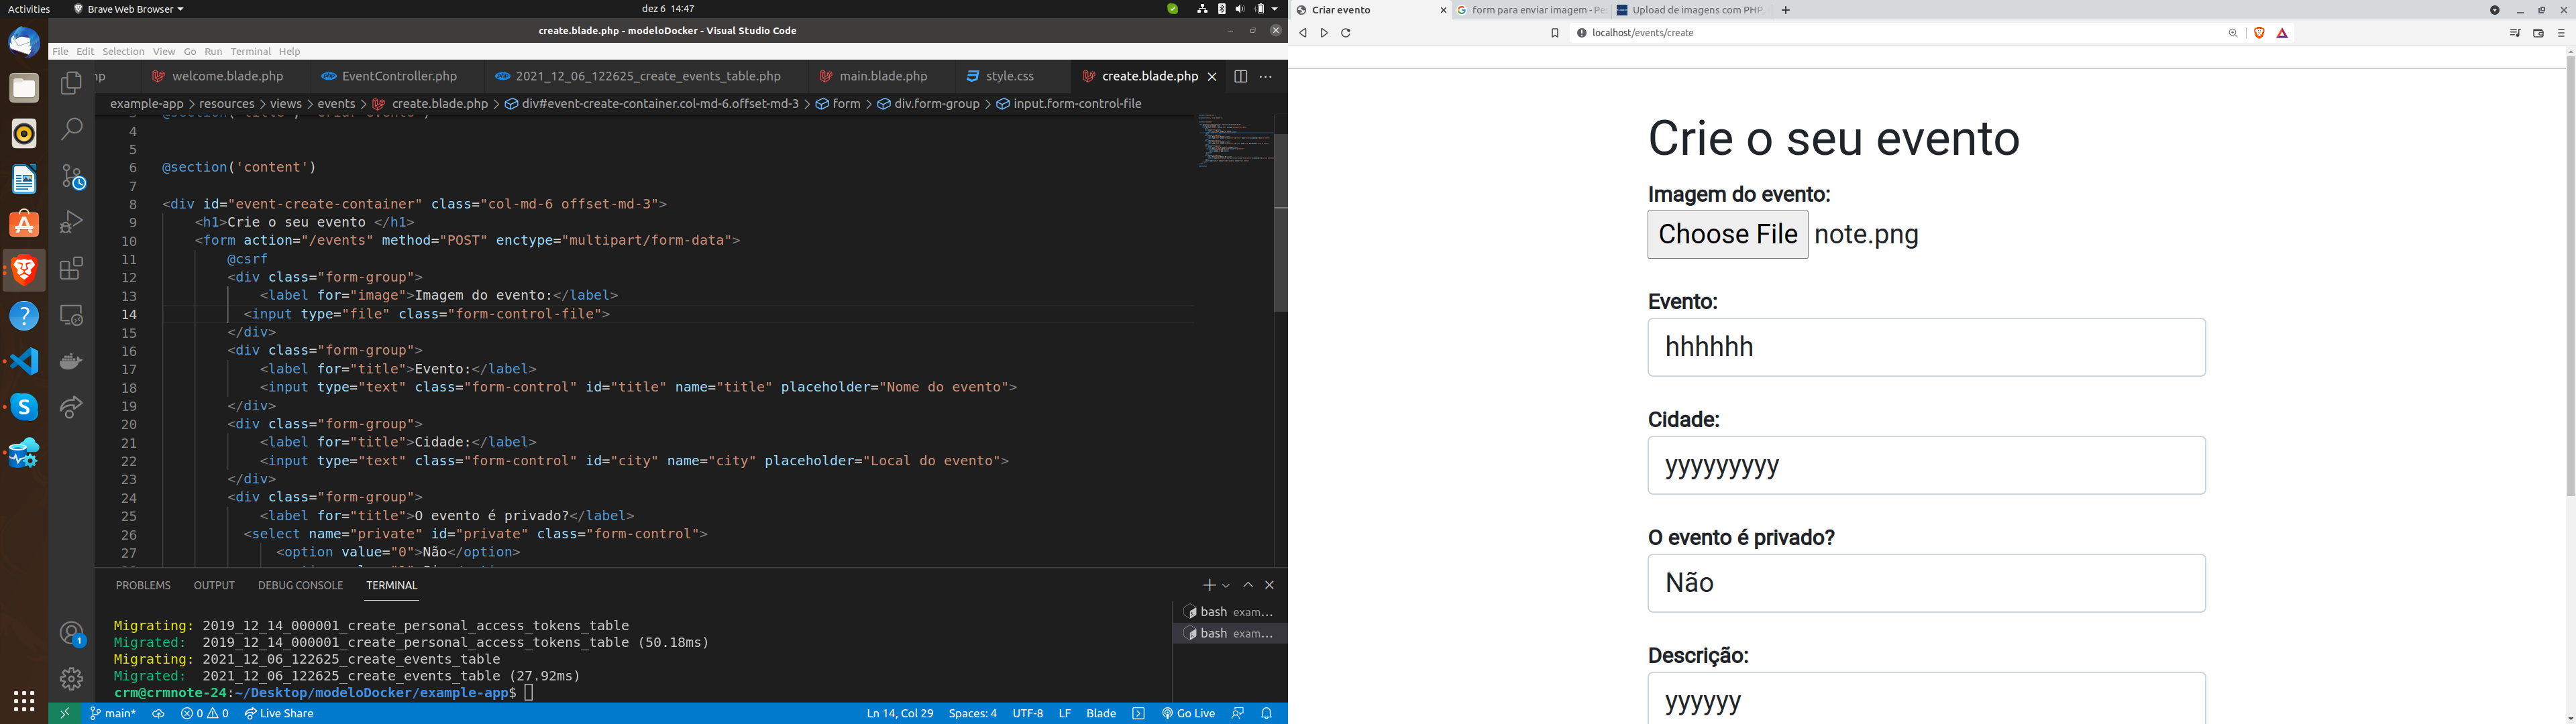 Activities
Brave Web Browser
dez 6 14:47
create.blade.php - modeloDocker - Visual Studio Code
File Edit Selection View Go Run Terminal Help
welcome.blade.php
EventController.php
2021_12_06_122625_create_events_table.php
main.blade.php
style.css
create.blade.php
example-app > resources > views > events > create.blade.php > div#event-create-container.col-md-6.offset-md-3 > form > div.form-group > input.form-control-file
4
5
6 @section('content')
7
8 <div id="event-create-container" class="col-md-6 offset-md-3">
9 <h1>Crie o seu evento </h1>
10 <form action="/events" method="POST" enctype="multipart/form-data">
11 @csrf
12 <div class="form-group">
13 <label for="image">Imagem do evento:</label>
14 <input type="file" class="form-control-file">
15 </div>
16 <div class="form-group">
17 <label for="title">Evento:</label>
18 <input type="text" class="form-control" id="title" name="title" placeholder="Nome do evento">
19 </div>
20 <div class="form-group">
21 <label for="title">Cidade:</label>
22 <input type="text" class="form-control" id="city" name="city" placeholder="Local do evento">
23 </div>
24 <div class="form-group">
25 <label for="title">O evento é privado?</label>
26 <select name="private" id="private" class="form-control">
27 <option value="0">Não</option>
PROBLEMS OUTPUT DEBUG CONSOLE TERMINAL
bash exam...
bash exam...
Migrating: 2019_12_14_000001_create_personal_access_tokens_table
Migrated: 2019_12_14_000001_create_personal_access_tokens_table (50.18ms)
Migrating: 2021_12_06_122625_create_events_table
Migrated: 2021_12_06_122625_create_events_table (27.92ms)
crm@crmnote-24:~/Desktop/modeloDocker/example-app$
1
main* 0 0 Live Share
Ln 14, Col 29 Spaces: 4 UTF-8 LF Blade Go Live
Criar evento
form para enviar imagem - Pe
Upload de imagens com PHP,
localhost/events/create
Crie o seu evento
Imagem do evento:
Choose File note.png
Evento:
hhhhhh
Cidade:
yyyyyyyyy
O evento é privado?
Não
Descrição:
yyyyyy